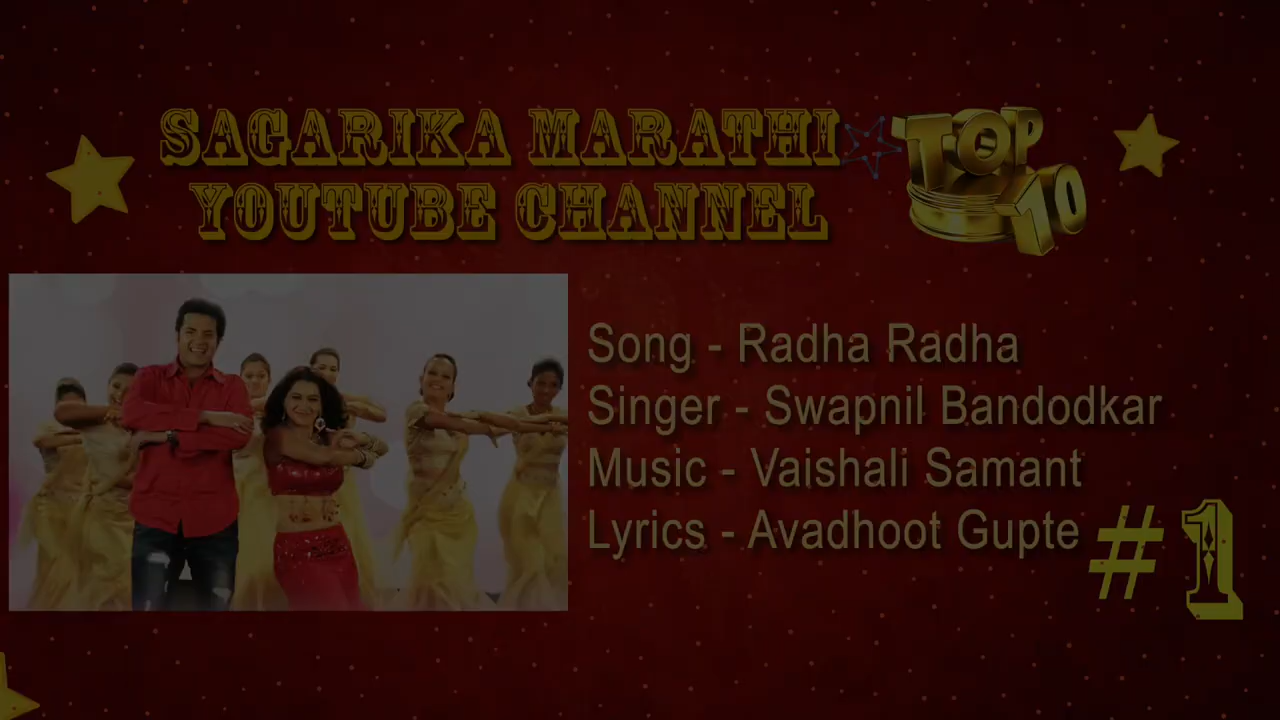 SAGARIKA MARATHI
YOUTUBE CHANNEL
TOP
10
Song - Radha Radha
Singer - Swapnil Bandodkar
Music - Vaishali Samant
Lyrics - Avadhoot Gupte
# 1